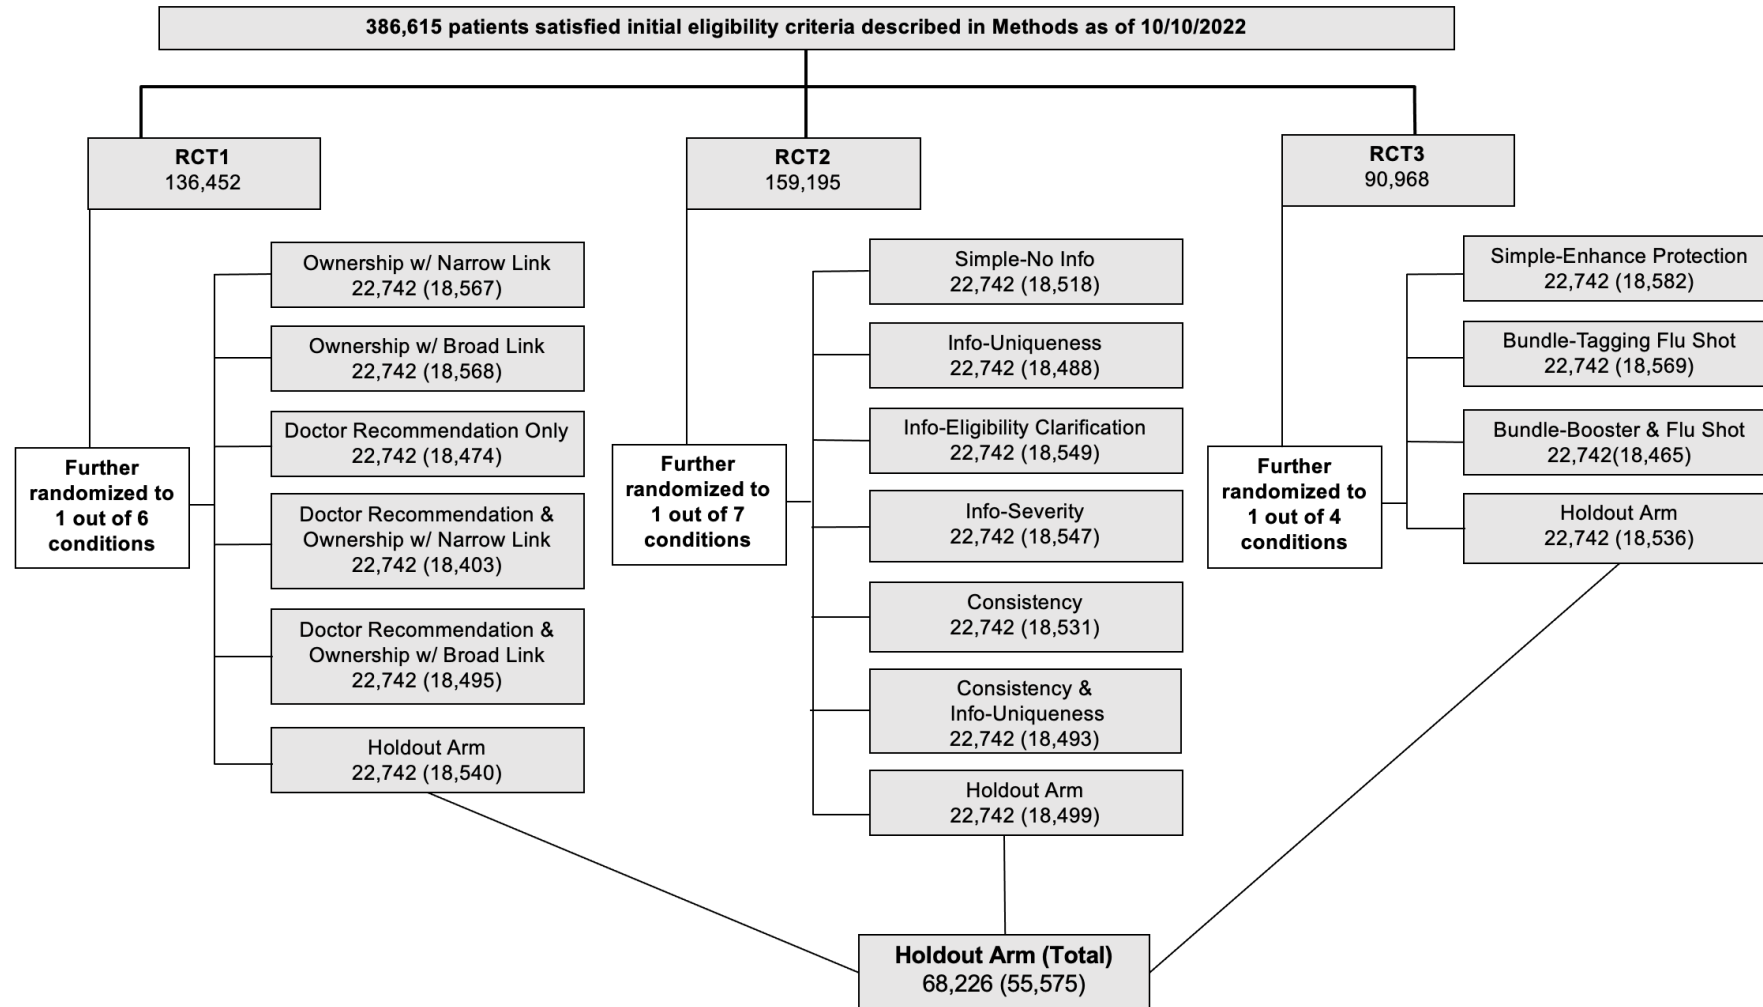 386,615 patients satisfied initial eligibility criteria described in Methods as of 10/10/2022
RCT1
136,452
RCT2
159,195
RCT3
90,968
Further
randomized to
1 out of 6
conditions
Ownership w/ Narrow Link
22,742 (18,567)
Ownership w/ Broad Link
22,742 (18,568)
Doctor Recommendation Only
22,742 (18,474)
Doctor Recommendation &
Ownership w/ Narrow Link
22,742 (18,403)
Doctor Recommendation &
Ownership w/ Broad Link
22,742 (18,495)
Holdout Arm
22,742 (18,540)
Further
randomized to
1 out of 7
conditions
Simple-No Info
22,742 (18,518)
Info-Uniqueness
22,742 (18,488)
Info-Eligibility Clarification
22,742 (18,549)
Info-Severity
22,742 (18,547)
Consistency
22,742 (18,531)
Consistency &
Info-Uniqueness
22,742 (18,493)
Holdout Arm
22,742 (18,499)
Further
randomized to
1 out of 4
conditions
Simple-Enhance Protection
22,742 (18,582)
Bundle-Tagging Flu Shot
22,742 (18,569)
Bundle-Booster & Flu Shot
22,742(18,465)
Holdout Arm
22,742 (18,536)
Holdout Arm (Total)
68,226 (55,575)